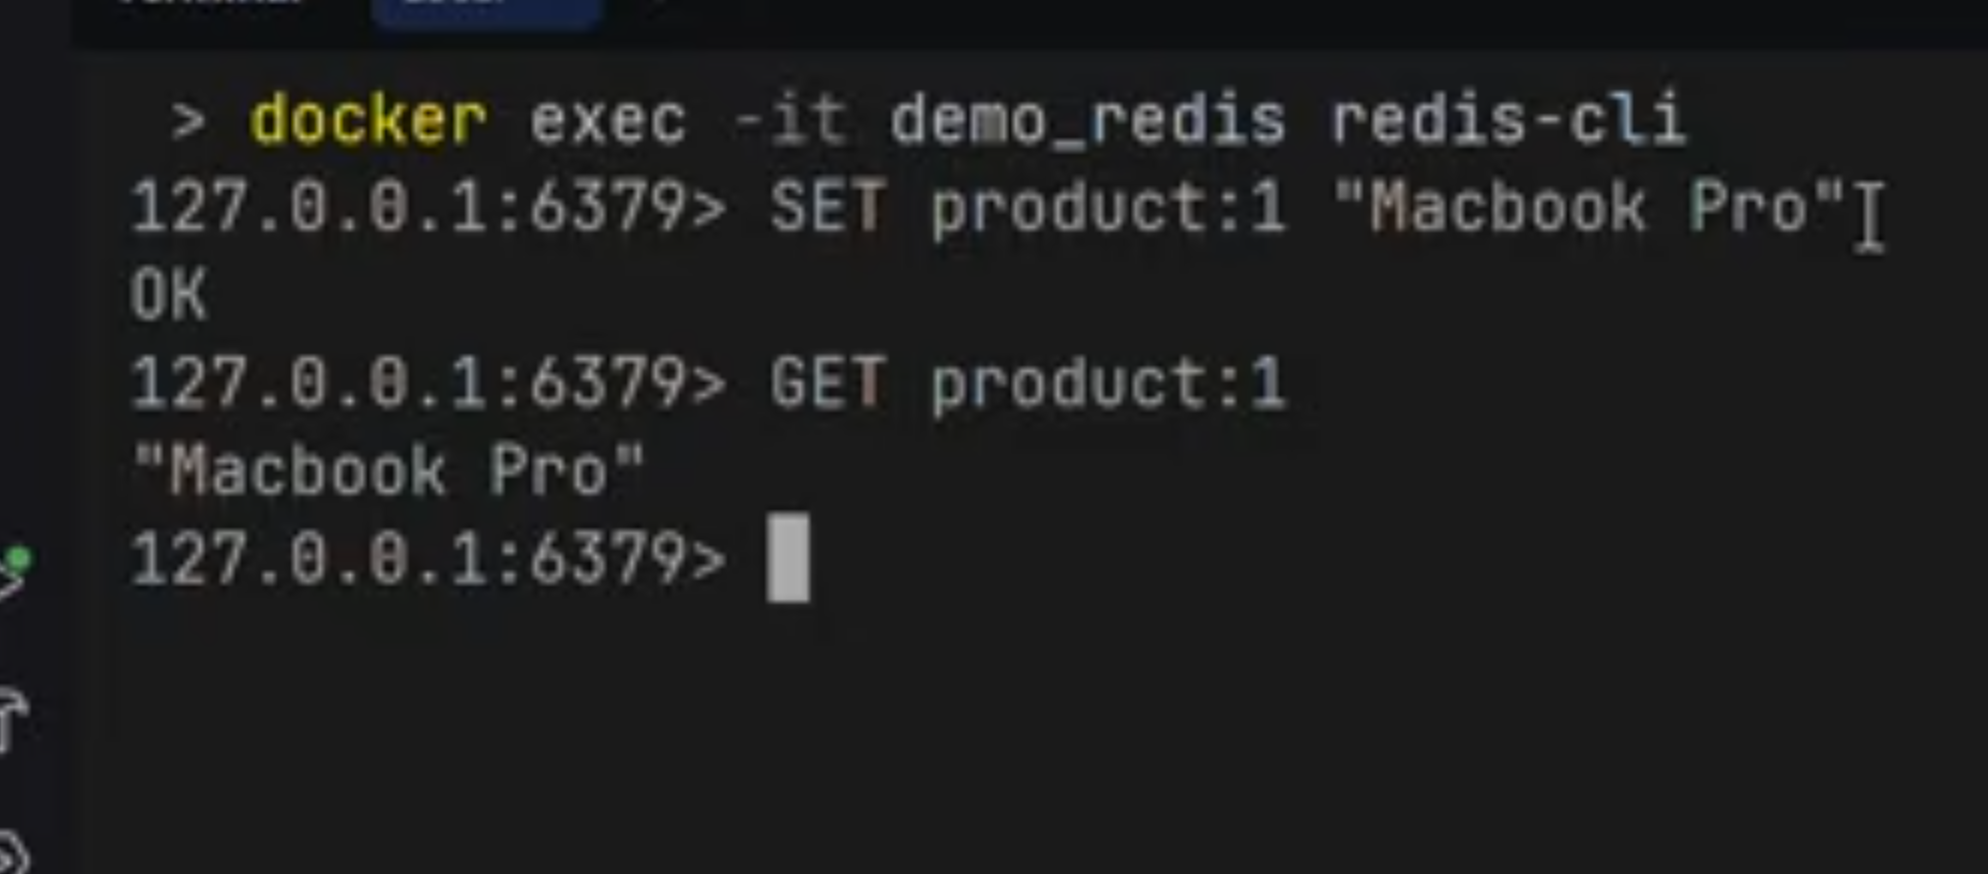 > docker exec -it demo_redis redis-cli
127.0.0.1:6379> SET product:1 "Macbook Pro"
OK
127.0.0.1:6379> GET product:1
"Macbook Pro"
127.0.0.1:6379>